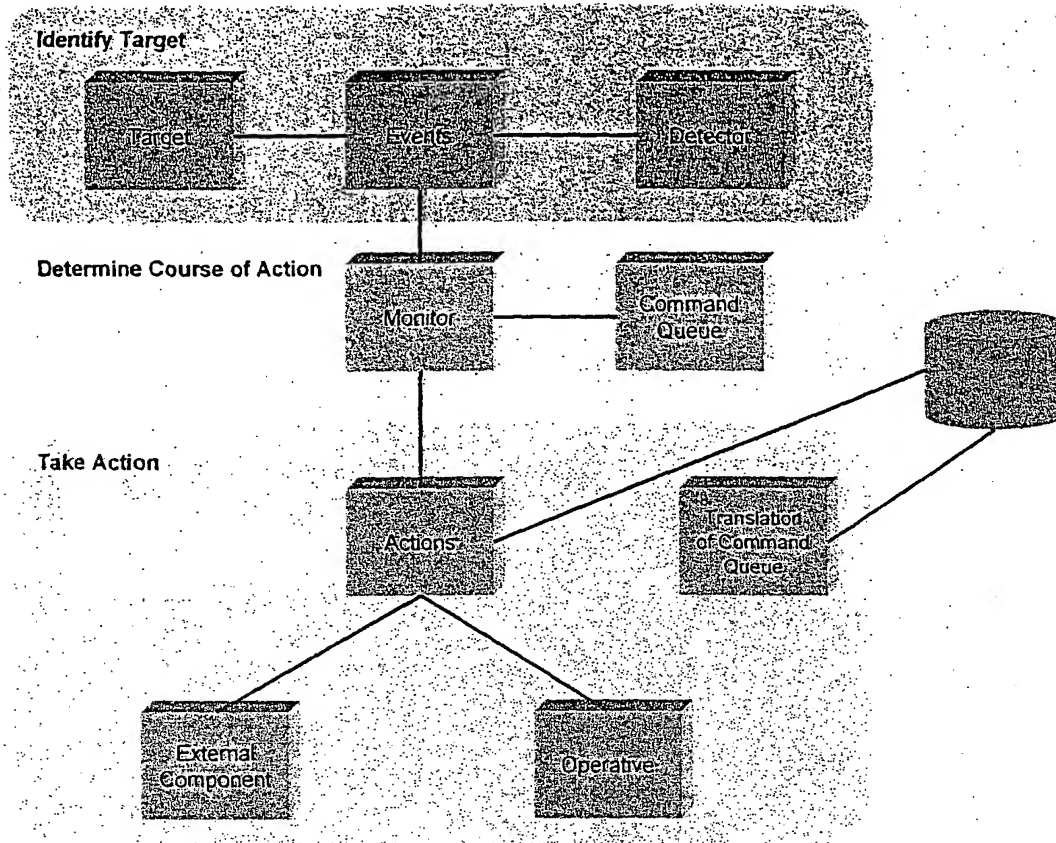 Identify Target
Target
Events
Detector
Determine Course of Action
Monitor
Command
Queue
Take Action
Actions
Translation
of Command
Queue
External
Component
Operative